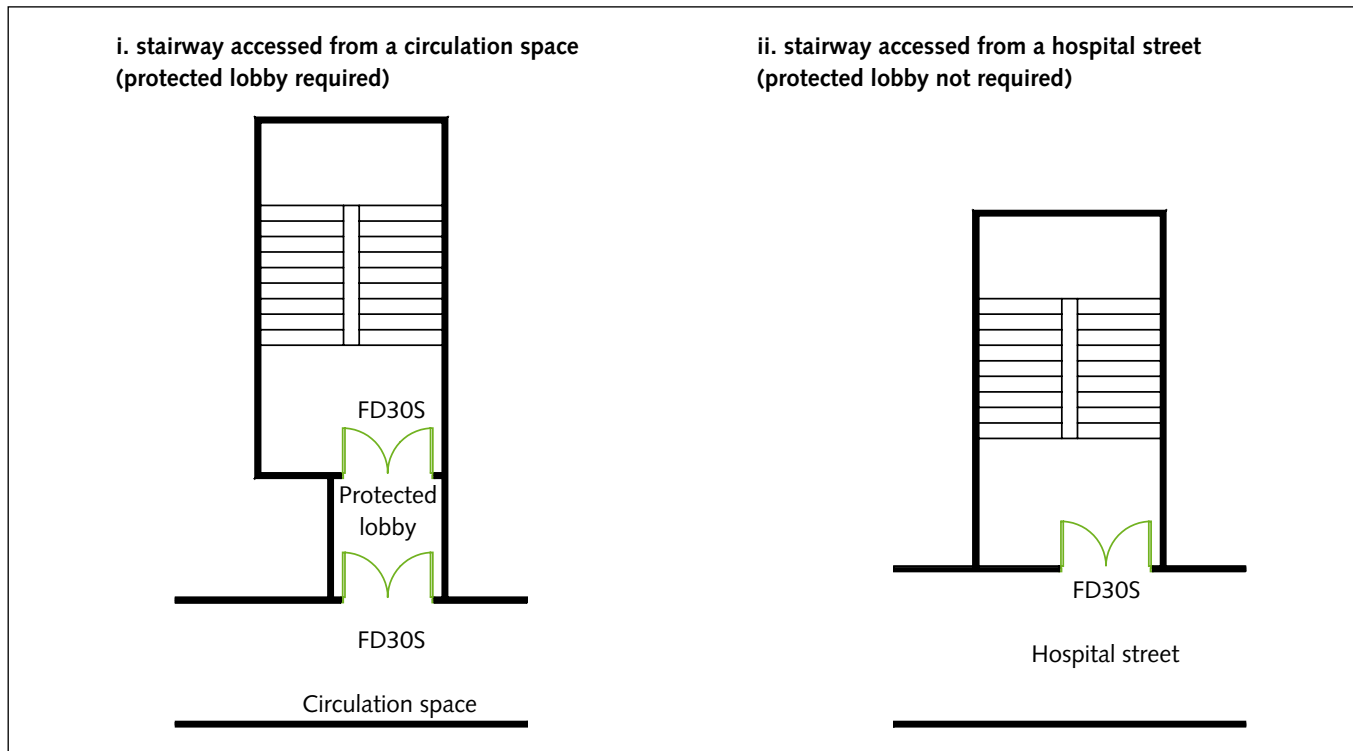 i. stairway accessed from a circulation space
(protected lobby required)
FD30S
Protected
lobby
FD30S
Circulation space
ii. stairway accessed from a hospital street
(protected lobby not required)
FD30S
Hospital street